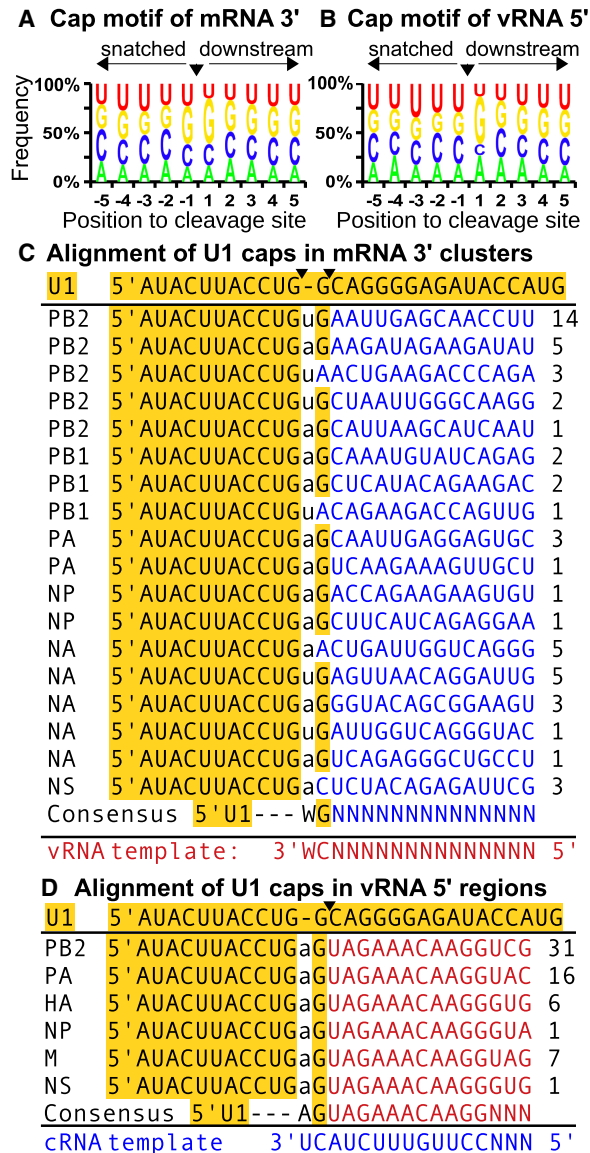 A Cap motif of mRNA 3' B Cap motif of vRNA 5'
snatched downstream snatched downstream
Frequency
100% 100%
50% 50%
0% 0%
U U U U U U U U U U U U U U U U U U U U
G G G G G G G G G G G G G G G G G G G G
C C C C C C C C C C C C C C C C C C C C
A A A A A A A A A A A A A A A A A A A A
-5 -4 -3 -2 -1 1 2 3 4 5 -5 -4 -3 -2 -1 1 2 3 4 5
Position to cleavage site Position to cleavage site
C Alignment of U1 caps in mRNA 3' clusters
U1 5'AUACUUACCUG-GCAGGGGAGAUACCAUG
PB2 5'AUACUUACCUGuGAAUUGAGCAACCUU 14
PB2 5'AUACUUACCUGaGAAGAUAGAAGAUAU 5
PB2 5'AUACUUACCUGuAACUGAAGACCCAGA 3
PB2 5'AUACUUACCUGuGCUAAUUGGGCAAGG 2
PB2 5'AUACUUACCUGaGCAUUAAGCAUCAAU 1
PB1 5'AUACUUACCUGaGCAAAUGUAUCAGAG 2
PB1 5'AUACUUACCUGaGCUCAUACAGAAGAC 2
PB1 5'AUACUUACCUGuACAGAAGACCAGUUG 1
PA 5'AUACUUACCUGaGCAAUUGAGGAGUGC 3
PA 5'AUACUUACCUGaGUCAAGAAAGUUGCU 1
NP 5'AUACUUACCUGaGACCAGAAGAAGUGU 1
NP 5'AUACUUACCUGaGCUUCAUCAGAGGAA 1
NA 5'AUACUUACCUGaACUGAUUGGUCAGGG 5
NA 5'AUACUUACCUGuGAGUUAACAGGAUUG 5
NA 5'AUACUUACCUGaGGGUACAGCGGAAGU 3
NA 5'AUACUUACCUGuGAUUGGUCAGGGUAC 1
NA 5'AUACUUACCUGaGUCAGAGGGCUGCCU 1
NS 5'AUACUUACCUGaCUCUACAGAGAUUCG 3
Consensus 5'U1--- WGNNNNNNNNNNNNNN
vRNA template: 3'WCNNNNNNNNNNNNNN 5'
D Alignment of U1 caps in vRNA 5' regions
U1 5'AUACUUACCUG-GCAGGGGAGAUACCAUG
PB2 5'AUACUUACCUGaGUAGAAACAAGGUCG 31
PA 5'AUACUUACCUGaGUAGAAACAAGGUAC 16
HA 5'AUACUUACCUGaGUAGAAACAAGGGUG 6
NP 5'AUACUUACCUGaGUAGAAACAAGGGUA 1
M 5'AUACUUACCUGaGUAGAAACAAGGUAG 7
NS 5'AUACUUACCUGaGUAGAAACAAGGGUG 1
Consensus 5'U1--- AGUAGAAACAAGGNNN
cRNA template 3'UCAUCUUUGUUCCNNN 5'